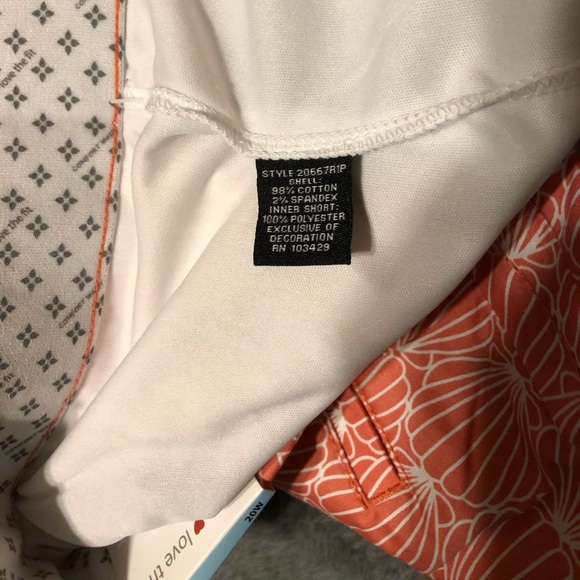 STYLE 20667R1P
SHELL:
98% COTTON
2% SPANDEX
INNER SHORT:
100% POLYESTER
EXCLUSIVE OF
DECORATION
RN 103429
love the fit
love th
20W